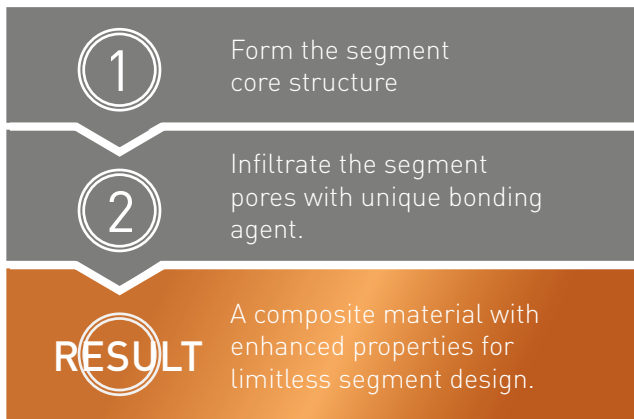 1
Form the segment
core structure
2
Infiltrate the segment
pores with unique bonding
agent.
RESULT
A composite material with
enhanced properties for
limitless segment design.